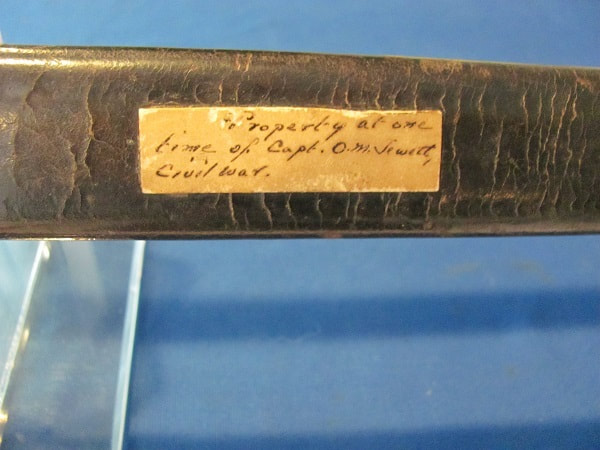 Property at one
time of Capt. O.M. Jewett,
Civil War.